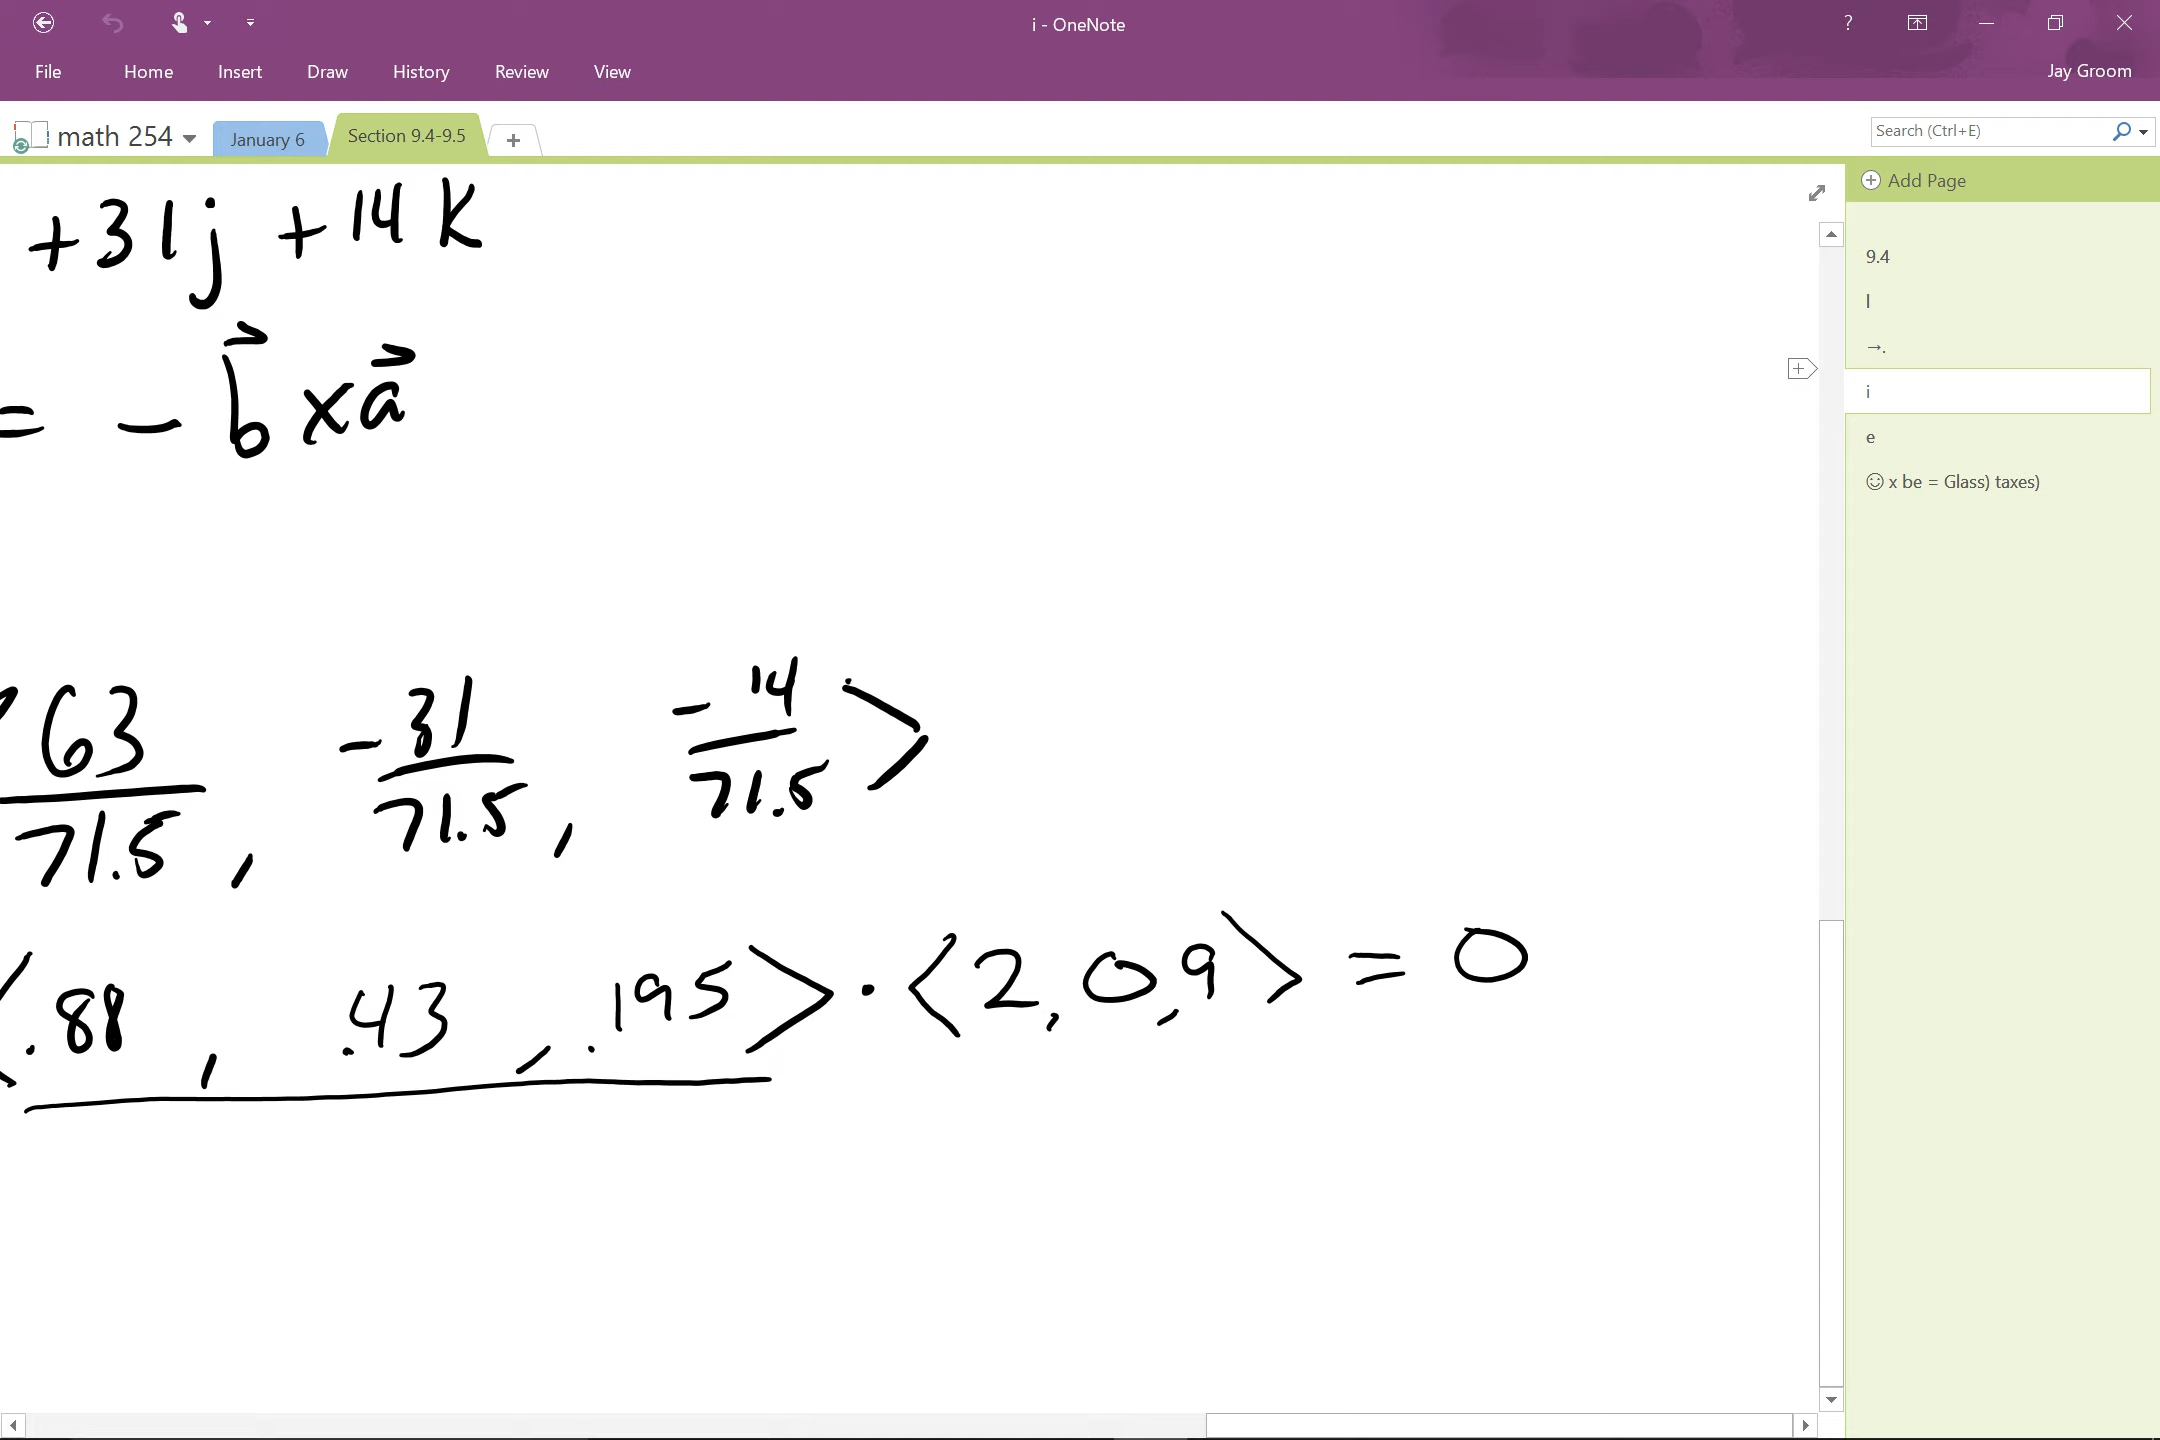 i - OneNote
?
File Home Insert Draw History Review View
Jay Groom
math 254 January 6 Section 9.4-9.5 +
Search (Ctrl+E)
Add Page
9.4
l
→.
i
e
☺ x be = Glass) taxes)
+31j +14k
= - b⃗ x a⃗
63/71.5, -31/71.5, -14/71.5 >
< .88, .43, .195 > · <2, 0, 9> = 0